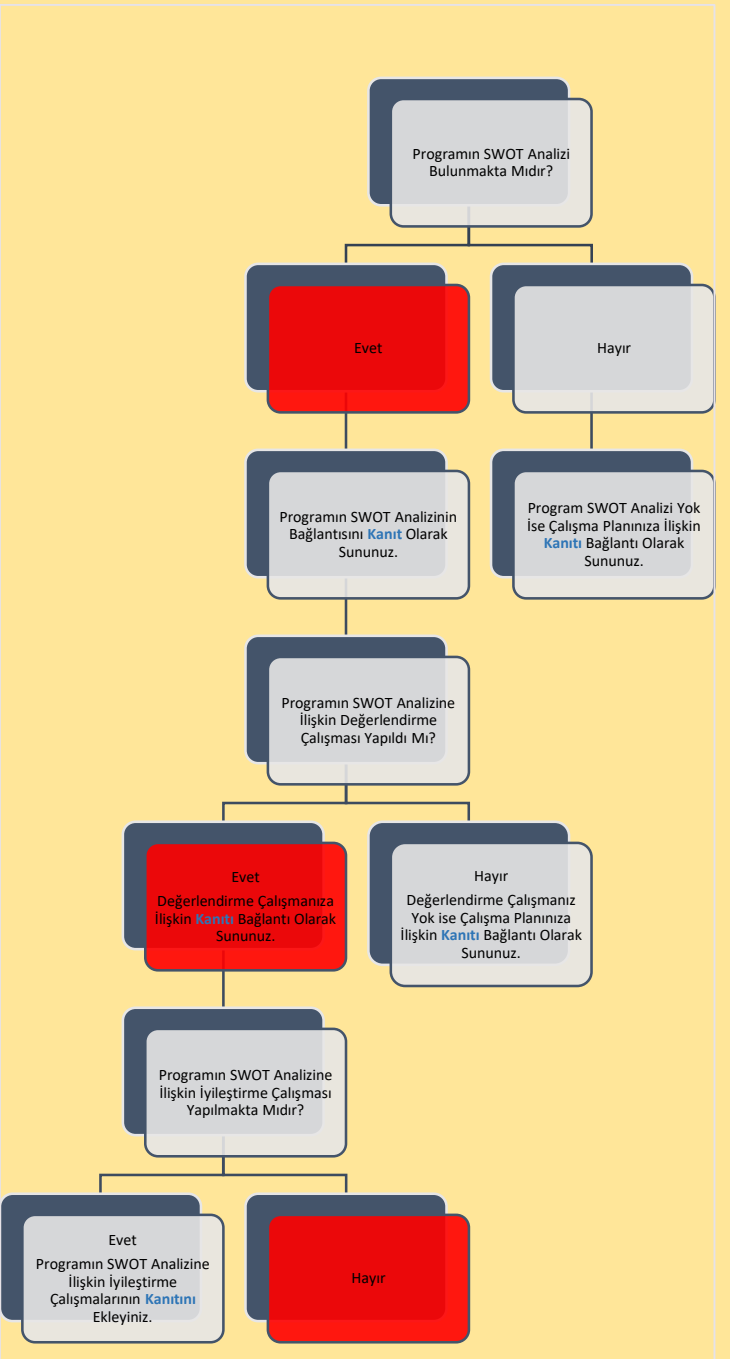 Programın SWOT Analizi
Bulunmakta Mıdır?
Evet
Hayır
Programın SWOT Analizinin
Bağlantısını Kanıt Olarak
Sununuz.
Program SWOT Analizi Yok
İse Çalışma Planınıza İlişkin
Kanıtı Bağlantı Olarak
Sununuz.
Programın SWOT Analizine
İlişkin Değerlendirme
Çalışması Yapıldı Mı?
Evet
Değerlendirme Çalışmanıza
İlişkin Kanıtı Bağlantı Olarak
Sununuz.
Hayır
Değerlendirme Çalışmanız
Yok ise Çalışma Planınıza
İlişkin Kanıtı Bağlantı Olarak
Sununuz.
Programın SWOT Analizine
İlişkin İyileştirme Çalışması
Yapılmakta Mıdır?
Evet
Programın SWOT Analizine
İlişkin İyileştirme
Çalışmalarının Kanıtını
Ekleyiniz.
Hayır